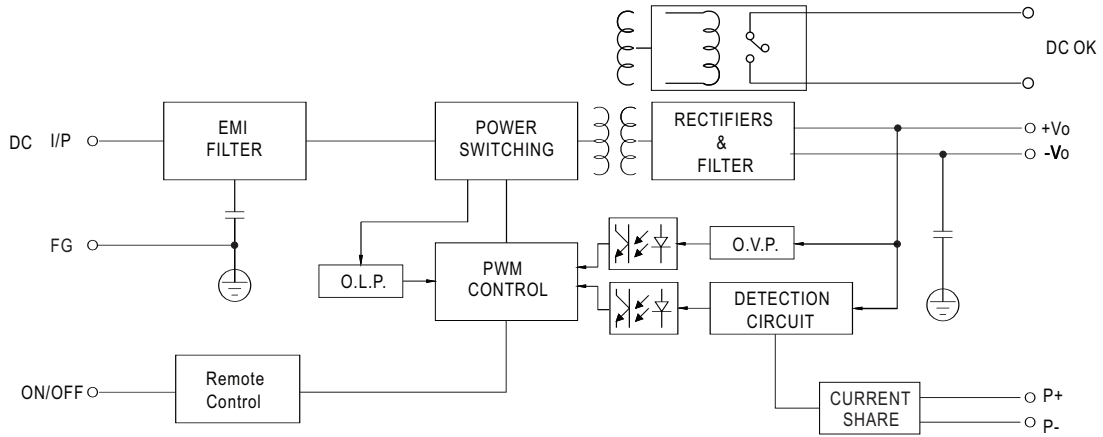 DC OK
DC I/P
EMI
FILTER
POWER
SWITCHING
RECTIFIERS
&
FILTER
+Vo
-Vo
FG
O.L.P.
PWM
CONTROL
O.V.P.
DETECTION
CIRCUIT
ON/OFF
Remote
Control
CURRENT
SHARE
P+
P-